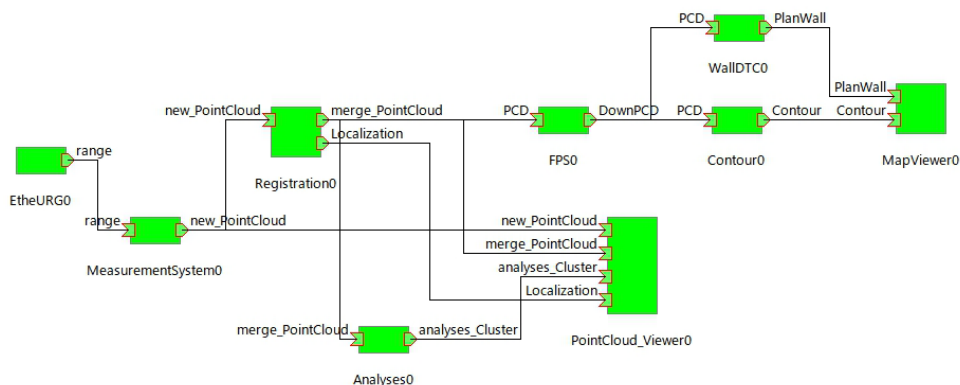 PCD
PlanWall
WallDTC0
PlanWall
new_PointCloud
merge_PointCloud
PCD
DownPCD
PCD
Contour
Contour
Localization
range
FPS0
Contour0
MapViewer0
Registration0
EtheURG0
range
new_PointCloud
new_PointCloud
merge_PointCloud
MeasurementSystem0
analyses_Cluster
Localization
merge_PointCloud
analyses_Cluster
PointCloud_Viewer0
Analyses0